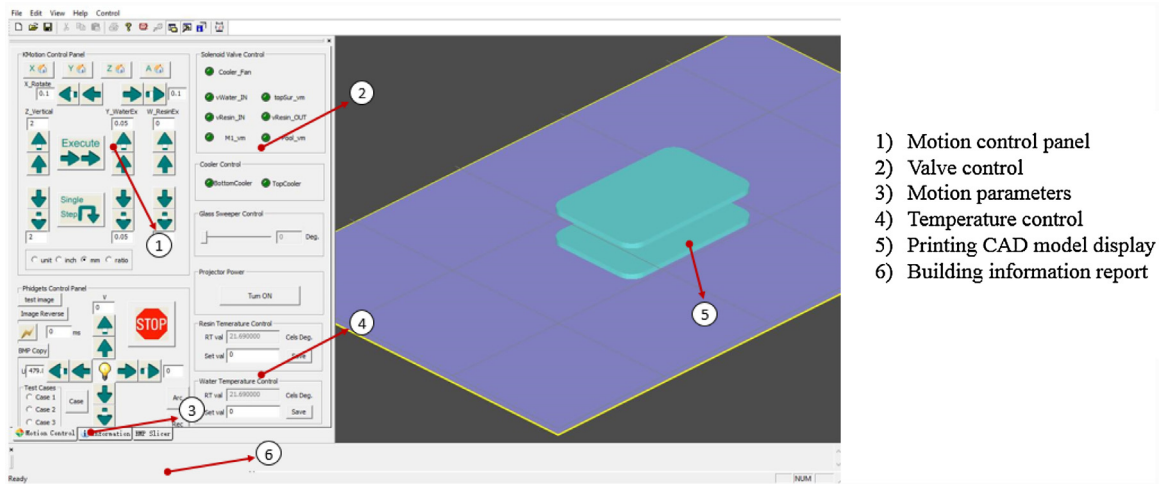 File Edit View Help Control
KMotion Control Panel
X Y Z A
X_Rotate
0.1 0.1
Z_Vertical Y_WaterEx W_ResinEx
2 0.05 0
Execute
Single
Step
2 0.05
unit inch mm ratio
Phidgets Control Panel
test image
Image Reverse
0 ms
BMP Copy
V
0
STOP
U 479.( 0
Test Cases
Case 1
Case 2
Case 3
Case
Arc
Rec
Motion Control Information BMP Slicer
Solenoid Valve Control
Cooler_Fan
vWater_IN topSur_vm
vResin_IN vResin_OUT
M1_vm Pool_vm
Cooler Control
BottomCooler TopCooler
Glass Sweeper Control
0 Deg.
Projector Power
Turn ON
Resin Temerature Control
RT val 21.690000 Cels Deg.
Set val 0 Save
Water Temperature Control
RT val 21.690000 Cels Deg.
Set val 0 Save
1
2
3
4
5
6
Ready NUM
1) Motion control panel
2) Valve control
3) Motion parameters
4) Temperature control
5) Printing CAD model display
6) Building information report